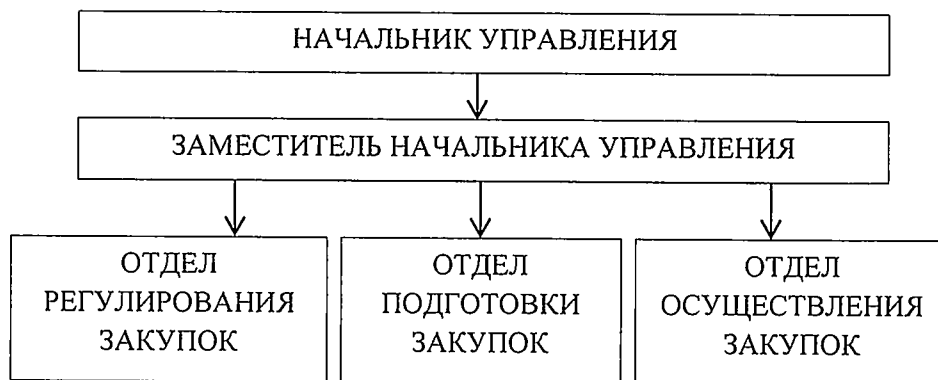 НАЧАЛЬНИК УПРАВЛЕНИЯ
ЗАМЕСТИТЕЛЬ НАЧАЛЬНИКА УПРАВЛЕНИЯ
ОТДЕЛ
РЕГУЛИРОВАНИЯ
ЗАКУПОК
ОТДЕЛ
ПОДГОТОВКИ
ЗАКУПОК
ОТДЕЛ
ОСУЩЕСТВЛЕНИЯ
ЗАКУПОК